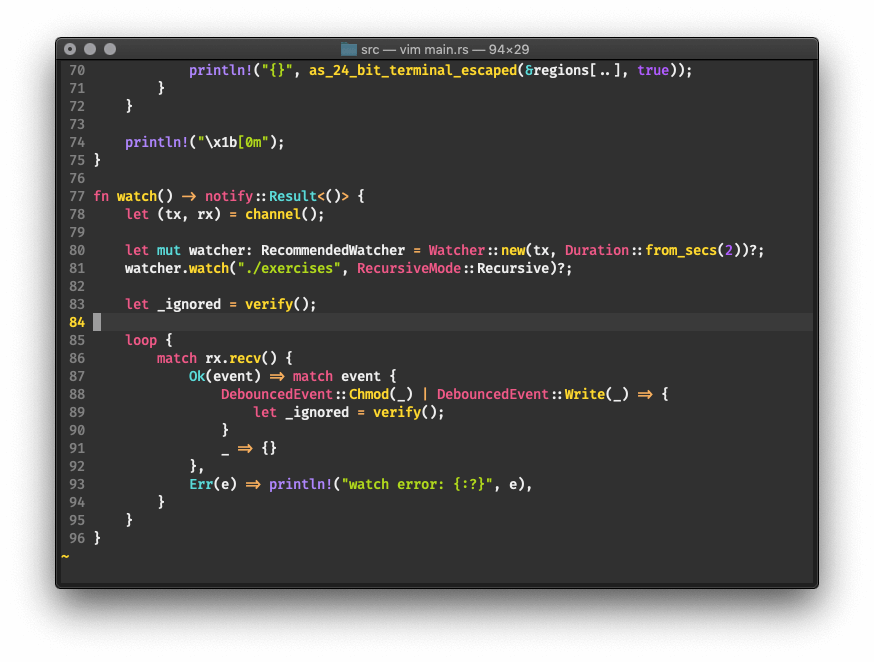 src — vim main.rs — 94×29
70             println!("{}", as_24_bit_terminal_escaped(&regions[..], true));
71         }
72     }
73
74     println!("\x1b[0m");
75 }
76
77 fn watch() -> notify::Result<()> {
78     let (tx, rx) = channel();
79
80     let mut watcher: RecommendedWatcher = Watcher::new(tx, Duration::from_secs(2))?;
81     watcher.watch("./exercises", RecursiveMode::Recursive)?;
82
83     let _ignored = verify();
84
85     loop {
86         match rx.recv() {
87             Ok(event) => match event {
88                 DebouncedEvent::Chmod(_) | DebouncedEvent::Write(_) => {
89                     let _ignored = verify();
90                 }
91                 _ => {}
92             },
93             Err(e) => println!("watch error: {:?}", e),
94         }
95     }
96 }
~